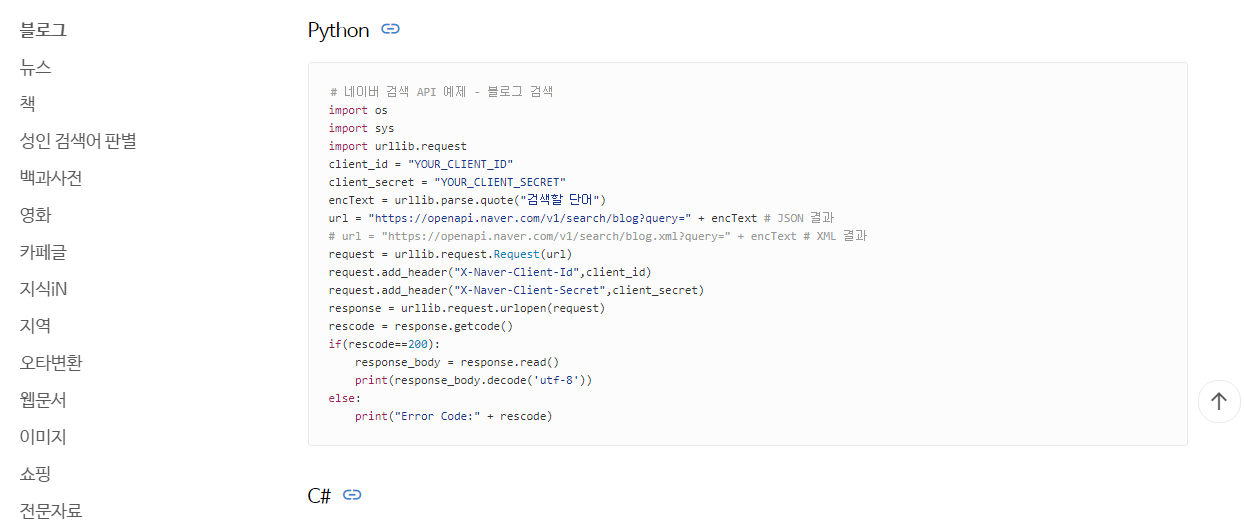 블로그
뉴스
책
성인 검색어 판별
백과사전
영화
카페글
지식iN
지역
오타변환
웹문서
이미지
쇼핑
전문자료
Python
# 네이버 검색 API 예제 - 블로그 검색
import os
import sys
import urllib.request
client_id = "YOUR_CLIENT_ID"
client_secret = "YOUR_CLIENT_SECRET"
encText = urllib.parse.quote("검색할 단어")
url = "https://openapi.naver.com/v1/search/blog?query=" + encText # JSON 결과
# url = "https://openapi.naver.com/v1/search/blog.xml?query=" + encText # XML 결과
request = urllib.request.Request(url)
request.add_header("X-Naver-Client-Id",client_id)
request.add_header("X-Naver-Client-Secret",client_secret)
response = urllib.request.urlopen(request)
rescode = response.getcode()
if(rescode==200):
    response_body = response.read()
    print(response_body.decode('utf-8'))
else:
    print("Error Code:" + rescode)
C#